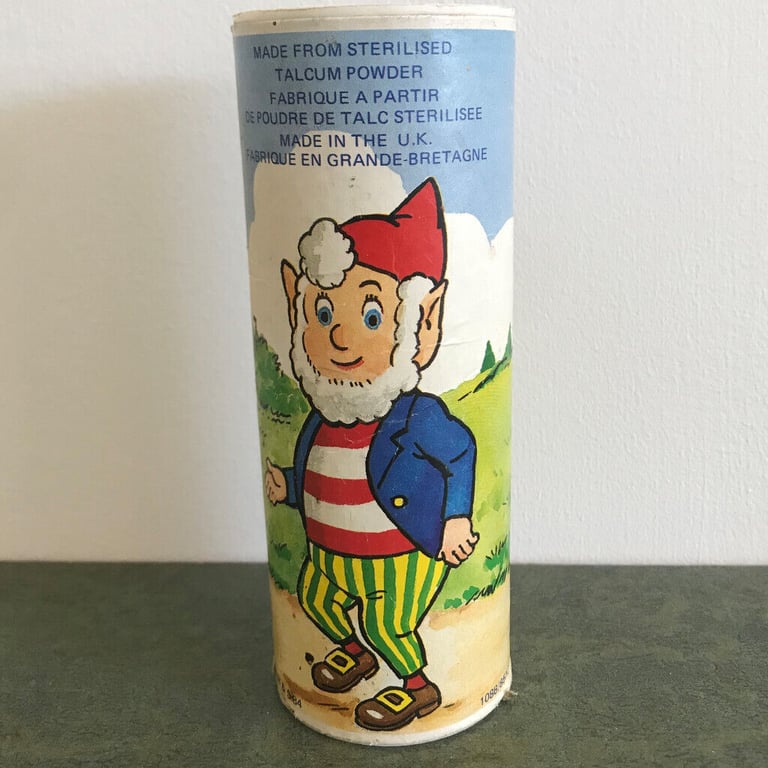 MADE FROM STERILISED
TALCUM POWDER
FABRIQUE A PARTIR
DE POUDRE DE TALC STERILISEE
MADE IN THE U.K.
FABRIQUE EN GRANDE-BRETAGNE